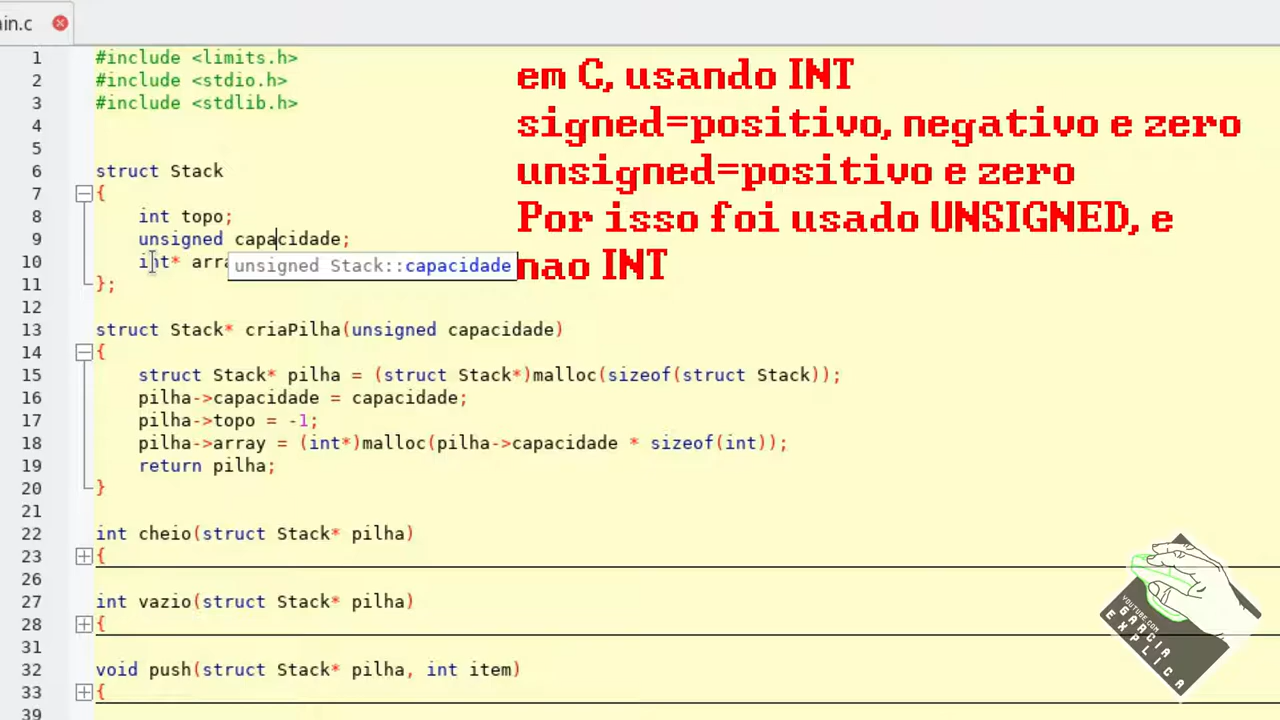 in.c
1 #include <limits.h>
2 #include <stdio.h>
3 #include <stdlib.h>
4
5
6 struct Stack
7 {
8 int topo;
9 unsigned capacidade;
10 int* arra
unsigned Stack::capacidade
11 };
12
13 struct Stack* criaPilha(unsigned capacidade)
14 {
15 struct Stack* pilha = (struct Stack*)malloc(sizeof(struct Stack));
16 pilha->capacidade = capacidade;
17 pilha->topo = -1;
18 pilha->array = (int*)malloc(pilha->capacidade * sizeof(int));
19 return pilha;
20 }
21
22 int cheio(struct Stack* pilha)
23 {
26
27 int vazio(struct Stack* pilha)
28 {
31
32 void push(struct Stack* pilha, int item)
33 {
39
em C, usando INT
signed=positivo, negativo e zero
unsigned=positivo e zero
Por isso foi usado UNSIGNED, e
nao INT
YOUTUBE.COM
GARCIA
EXPLICA